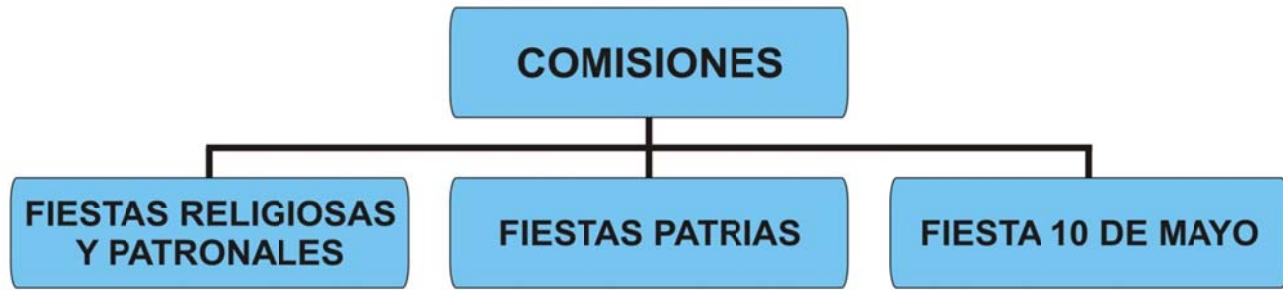 COMISIONES
FIESTAS RELIGIOSAS
Y PATRONALES
FIESTAS PATRIAS
FIESTA 10 DE MAYO